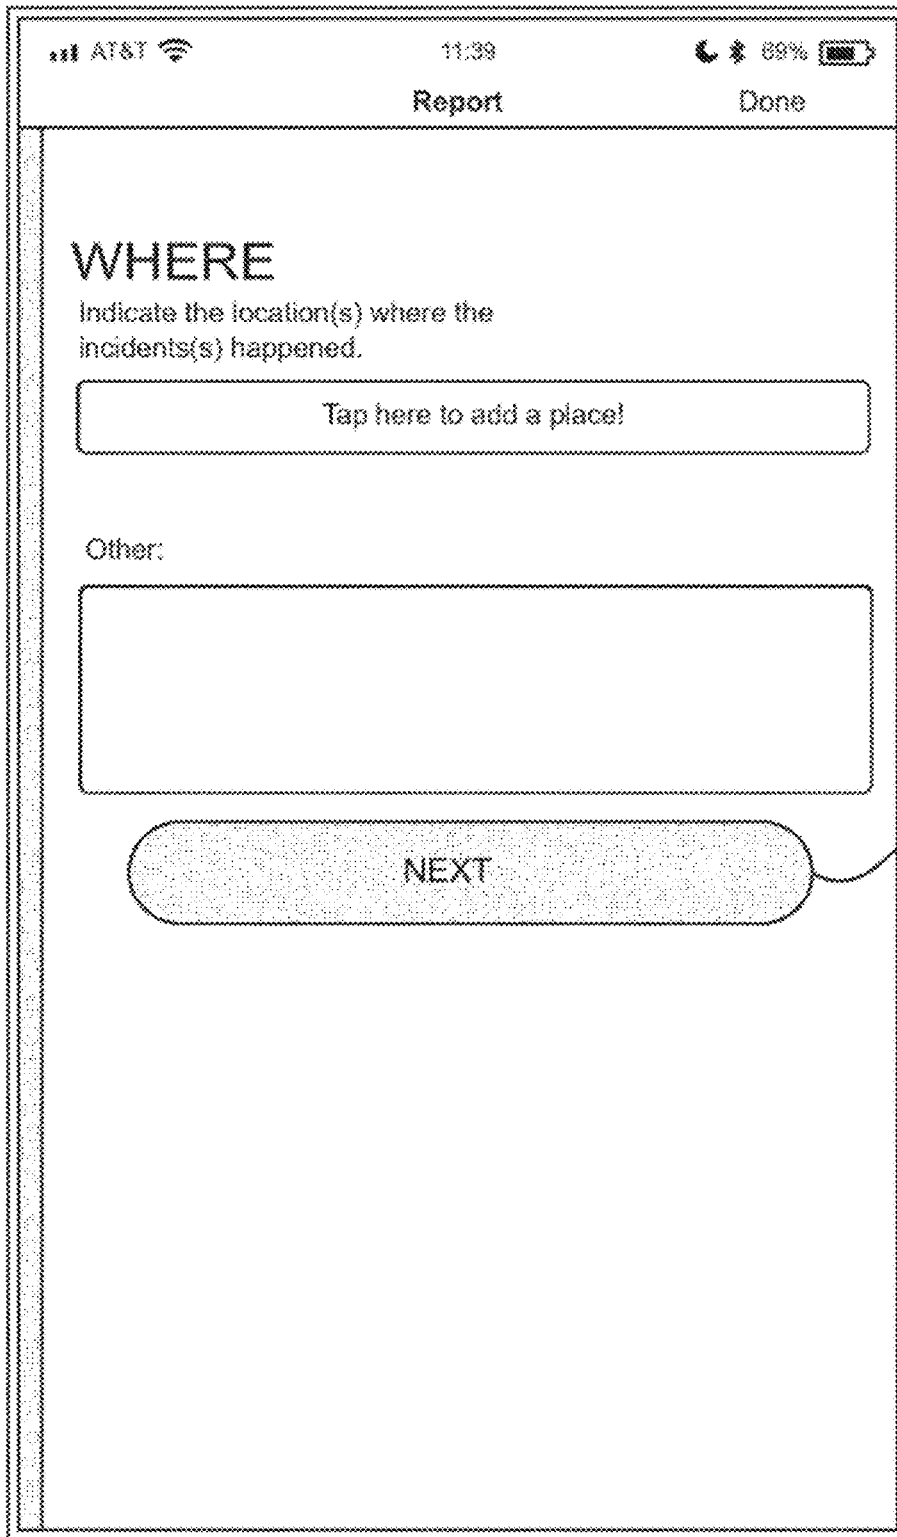 AT&T 11:39 69%
Report Done
WHERE
Indicate the location(s) where the
incidents(s) happened.
Tap here to add a place!
Other:
NEXT